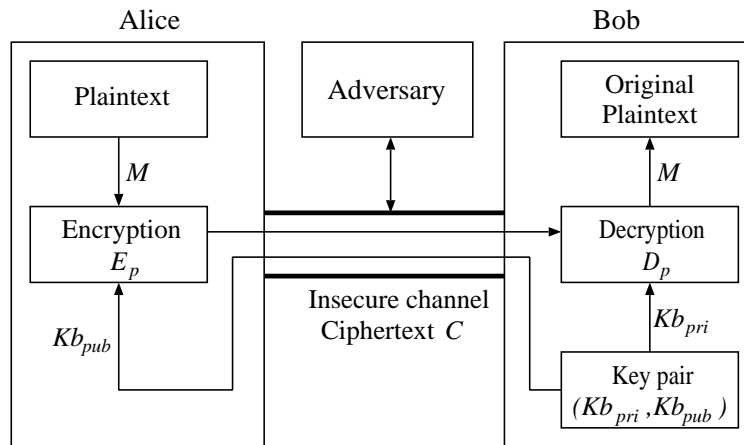 Alice
Bob
Plaintext
Adversary
Original
Plaintext
M
M
Encryption
E_p
Decryption
D_p
Insecure channel
Ciphertext C
Kb_pub
Kb_pri
Key pair
(Kb_pri ,Kb_pub )